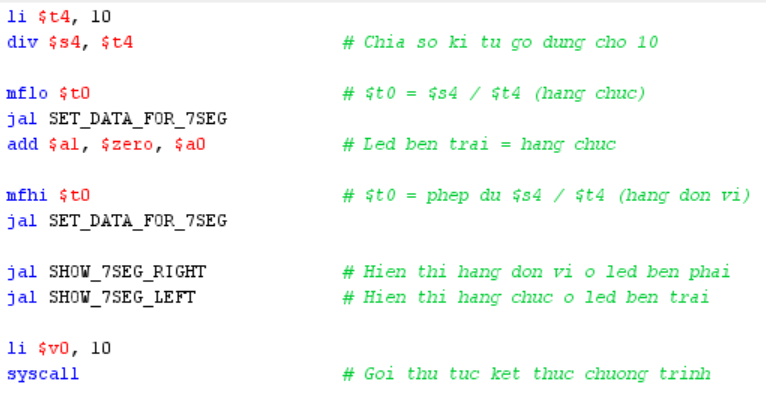 li $t4, 10
div $s4, $t4 # Chia so ki tu go dung cho 10
mflo $t0 # $t0 = $s4 / $t4 (hang chuc)
jal SET_DATA_FOR_7SEG
add $a1, $zero, $a0 # Led ben trai = hang chuc
mfhi $t0 # $t0 = phep du $s4 / $t4 (hang don vi)
jal SET_DATA_FOR_7SEG
jal SHOW_7SEG_RIGHT # Hien thi hang don vi o led ben phai
jal SHOW_7SEG_LEFT # Hien thi hang chuc o led ben trai
li $v0, 10
syscall # Goi thu tuc ket thuc chuong trinh